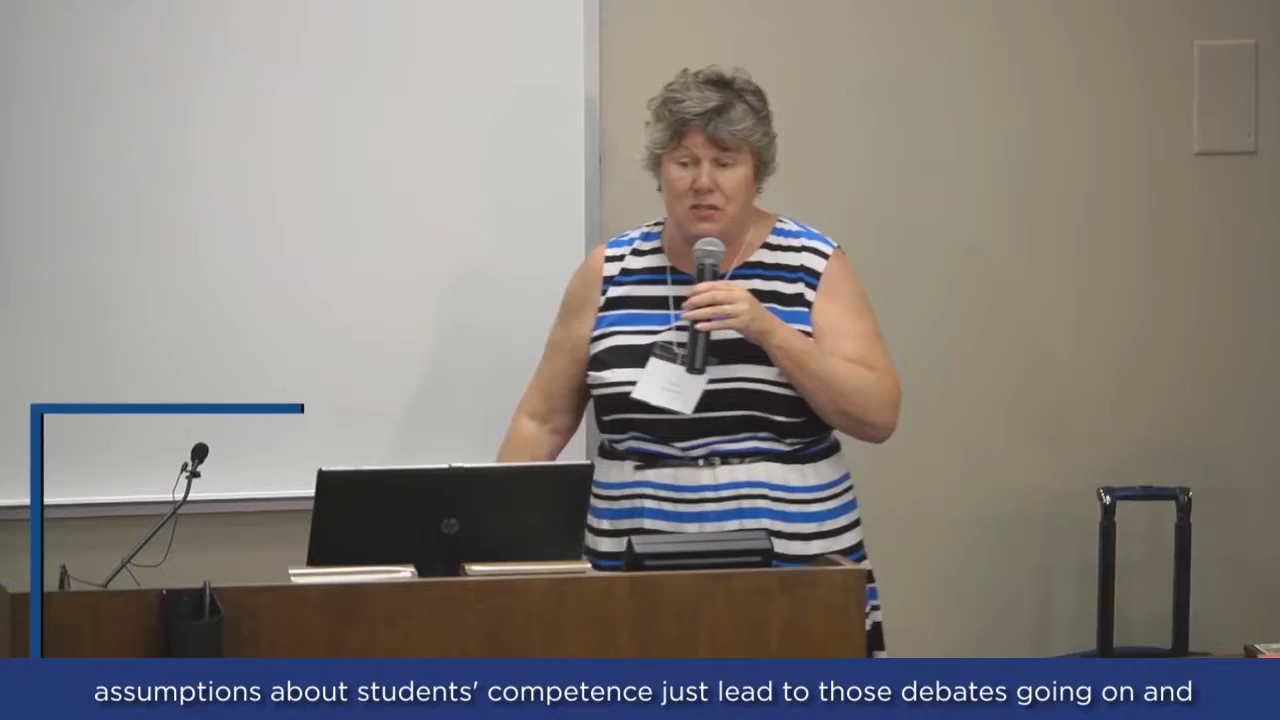 assumptions about students' competence just lead to those debates going on and